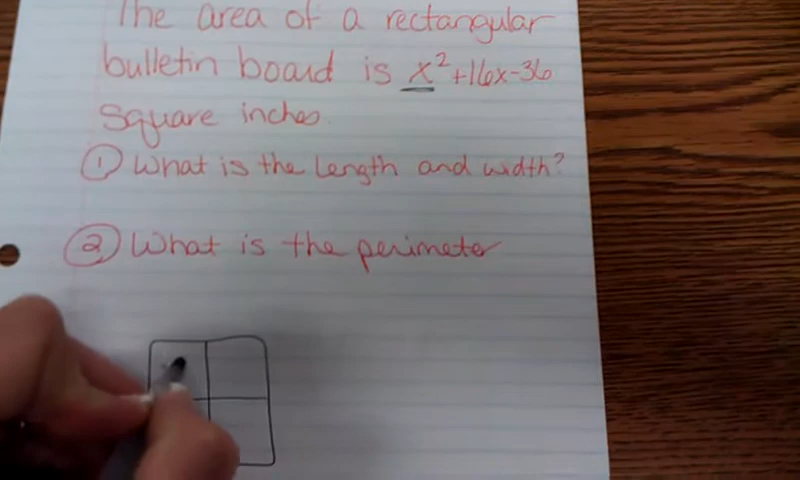 The area of a rectangular
bulletin board is x²+16x-36
Square inches.
① What is the length and width?
② What is the perimeter